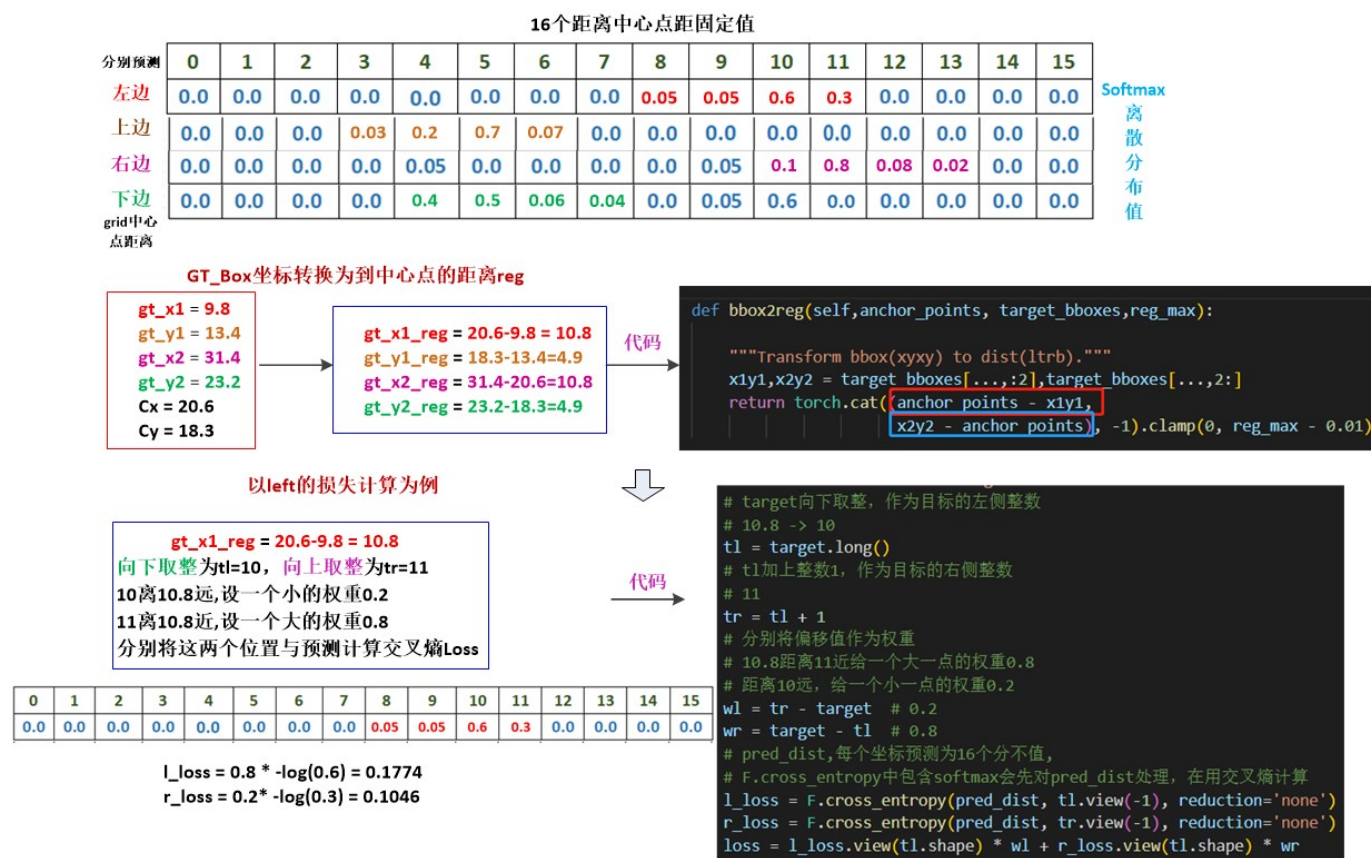 16个距离中心点距固定值
分别预测 0 1 2 3 4 5 6 7 8 9 10 11 12 13 14 15
左边 0.0 0.0 0.0 0.0 0.0 0.0 0.0 0.0 0.05 0.05 0.6 0.3 0.0 0.0 0.0 0.0
上边 0.0 0.0 0.0 0.03 0.2 0.7 0.07 0.0 0.0 0.0 0.0 0.0 0.0 0.0 0.0 0.0
右边 0.0 0.0 0.0 0.0 0.05 0.0 0.0 0.0 0.0 0.05 0.1 0.8 0.08 0.02 0.0 0.0
下边 0.0 0.0 0.0 0.0 0.4 0.5 0.06 0.04 0.0 0.05 0.6 0.0 0.0 0.0 0.0 0.0
grid中心
点距离
Softmax
离
散
分
布
值
GT_Box坐标转换为到中心点的距离reg
gt_x1 = 9.8
gt_y1 = 13.4
gt_x2 = 31.4
gt_y2 = 23.2
Cx = 20.6
Cy = 18.3
gt_x1_reg = 20.6-9.8 = 10.8
gt_y1_reg = 18.3-13.4=4.9
gt_x2_reg = 31.4-20.6=10.8
gt_y2_reg = 23.2-18.3=4.9
代码
def bbox2reg(self,anchor_points, target_bboxes,reg_max):
"""Transform bbox(xyxy) to dist(ltrb)."""
x1y1,x2y2 = target_bboxes[...,:2],target_bboxes[...,2:]
return torch.cat((anchor_points - x1y1,
x2y2 - anchor_points), -1).clamp(0, reg_max - 0.01)
以left的损失计算为例
gt_x1_reg = 20.6-9.8 = 10.8
向下取整为tl=10，向上取整为tr=11
10离10.8远,设一个小的权重0.2
11离10.8近,设一个大的权重0.8
分别将这两个位置与预测计算交叉熵Loss
代码
0 1 2 3 4 5 6 7 8 9 10 11 12 13 14 15
0.0 0.0 0.0 0.0 0.0 0.0 0.0 0.0 0.05 0.05 0.6 0.3 0.0 0.0 0.0 0.0
l_loss = 0.8 * -log(0.6) = 0.1774
r_loss = 0.2* -log(0.3) = 0.1046
# target向下取整，作为目标的左侧整数
# 10.8 -> 10
tl = target.long()
# tl加上整数1，作为目标的右侧整数
# 11
tr = tl + 1
# 分别将偏移值作为权重
# 10.8距离11近给一个大一点的权重0.8
# 距离10远，给一个小一点的权重0.2
wl = tr - target # 0.2
wr = target - tl # 0.8
# pred_dist,每个坐标预测为16个分不值,
# F.cross_entropy中包含softmax会先对pred_dist处理，在用交叉熵计算
l_loss = F.cross_entropy(pred_dist, tl.view(-1), reduction='none')
r_loss = F.cross_entropy(pred_dist, tr.view(-1), reduction='none')
loss = l_loss.view(tl.shape) * wl + r_loss.view(tl.shape) * wr